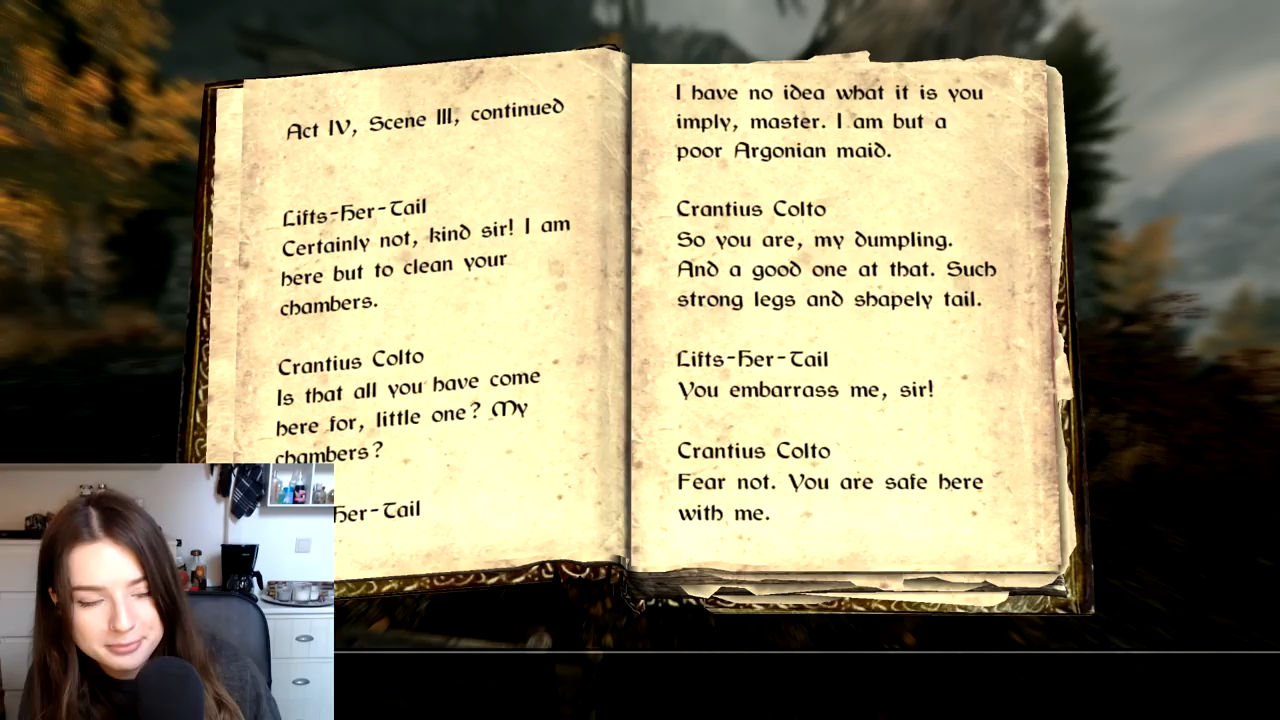 Act IV, Scene III, continued
Lifts-Her-Tail
Certainly not, kind sir! I am
here but to clean your
chambers.
Crantius Colto
Is that all you have come
here for, little one? My
chambers?
Her-Tail
I have no idea what it is you
imply, master. I am but a
poor Argonian maid.
Crantius Colto
So you are, my dumpling.
And a good one at that. Such
strong legs and shapely tail.
Lifts-Her-Tail
You embarrass me, sir!
Crantius Colto
Fear not. You are safe here
with me.